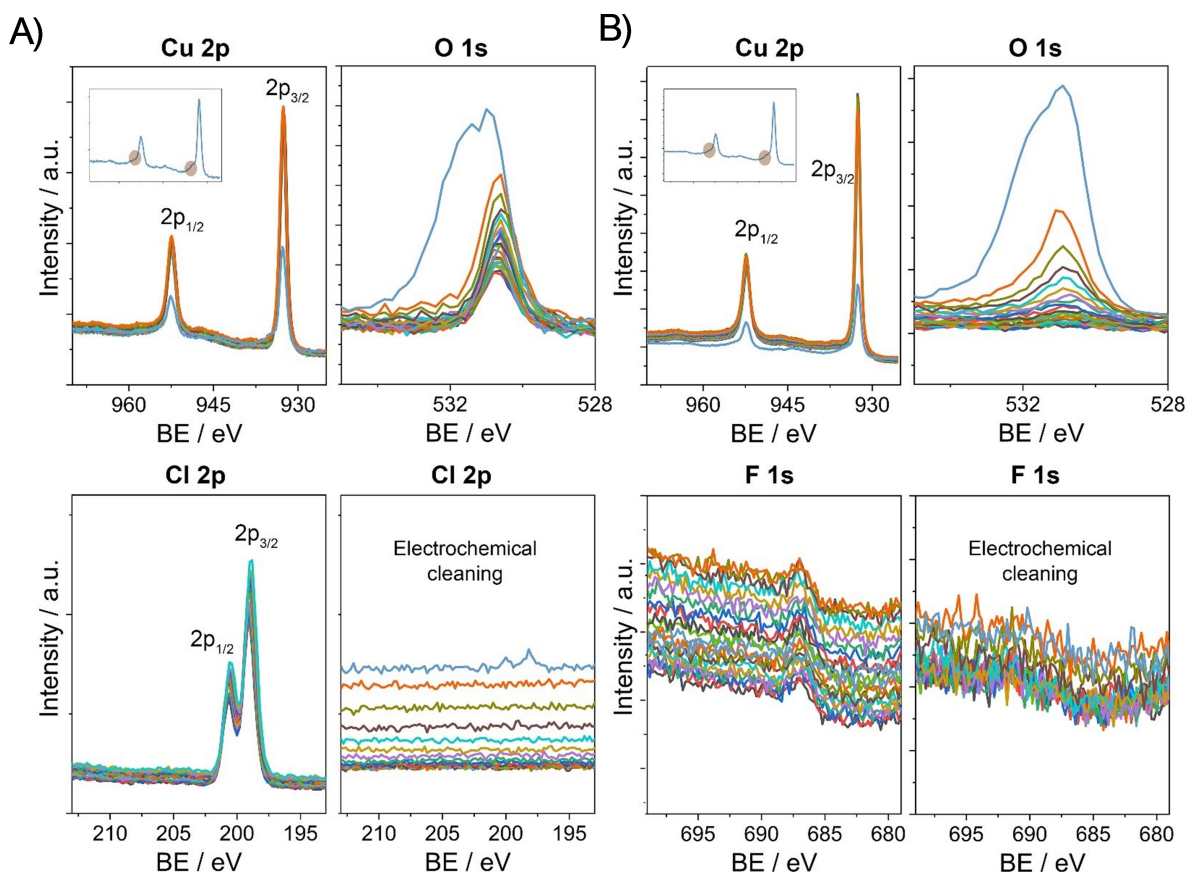 A)
B)
Cu 2p
O 1s
Cu 2p
O 1s
2p3/2
2p1/2
2p3/2
2p1/2
Intensity / a.u.
Intensity / a.u.
960 945 930
532 528
960 945 930
532 528
BE / eV
BE / eV
BE / eV
BE / eV
Cl 2p
Cl 2p
F 1s
F 1s
2p3/2
2p1/2
Electrochemical
cleaning
Electrochemical
cleaning
Intensity / a.u.
Intensity / a.u.
210 205 200 195
210 205 200 195
695 690 685 680
695 690 685 680
BE / eV
BE / eV
BE / eV
BE / eV